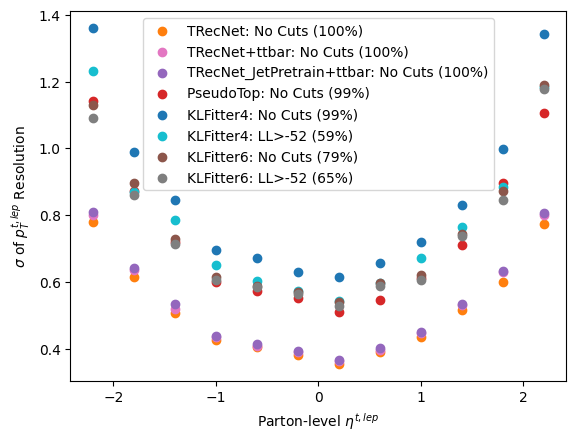 TRecNet: No Cuts (100%)
TRecNet+ttbar: No Cuts (100%)
TRecNet_JetPretrain+ttbar: No Cuts (100%)
PseudoTop: No Cuts (99%)
KLFitter4: No Cuts (99%)
KLFitter4: LL>-52 (59%)
KLFitter6: No Cuts (79%)
KLFitter6: LL>-52 (65%)
σ of p_T^{t,lep} Resolution
1.4
1.2
1.0
0.8
0.6
0.4
−2 −1 0 1 2
Parton-level η^{t,lep}